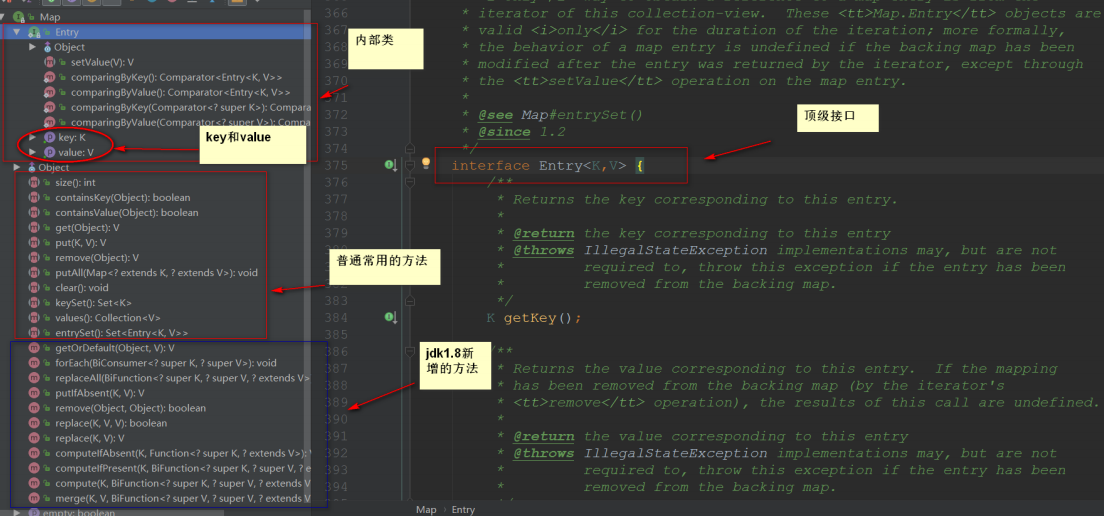 Map
Entry
Object
setValue(V): V
comparingByKey(): Comparator<Entry<K, V>>
comparingByValue(): Comparator<Entry<K, V>>
comparingByKey(Comparator<? super K>): Compara
comparingByValue(Comparator<? super V>): Comp
key: K
value: V
Object
size(): int
containsKey(Object): boolean
containsValue(Object): boolean
get(Object): V
put(K, V): V
remove(Object): V
putAll(Map<? extends K, ? extends V>): void
clear(): void
keySet(): Set<K>
values(): Collection<V>
entrySet(): Set<Entry<K, V>>
getOrDefault(Object, V): V
forEach(BiConsumer<? super K, ? super V>): void
replaceAll(BiFunction<? super K, ? super V, ? extends V>
putIfAbsent(K, V): V
remove(Object, Object): boolean
replace(K, V, V): boolean
replace(K, V): V
computeIfAbsent(K, Function<? super K, ? extends V>):
computeIfPresent(K, BiFunction<? super K, ? super V, ? e
compute(K, BiFunction<? super K, ? super V, ? extends V
merge(K, V, BiFunction<? super V, ? super V, ? extends V
empty: boolean
内部类
key和value
普通常用的方法
jdk1.8新
增的方法
顶级接口
366 * iterator of this collection-view. These <tt>Map.Entry</tt> objects are
367 * valid <i>only</i> for the duration of the iteration; more formally,
368 * the behavior of a map entry is undefined if the backing map has been
369 * modified after the entry was returned by the iterator, except through
370 * the <tt>setValue</tt> operation on the map entry.
371 *
372 * @see Map#entrySet()
373 * @since 1.2
374 */
375 interface Entry<K,V> {
376 /**
377 * Returns the key corresponding to this entry.
378 *
379 * @return the key corresponding to this entry
* @throws IllegalStateException implementations may, but are not
* required to, throw this exception if the entry has been
382 * removed from the backing map.
383 */
384 K getKey();
385
386 /**
387 * Returns the value corresponding to this entry. If the mapping
388 * has been removed from the backing map (by the iterator's
389 * <tt>remove</tt> operation), the results of this call are undefined.
390 *
391 * @return the value corresponding to this entry
392 * @throws IllegalStateException implementations may, but are not
393 * required to, throw this exception if the entry has been
394 * removed from the backing map.
Map
Entry